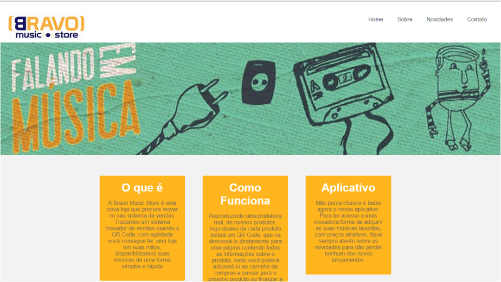 [BRAVO]
music • store
Home Sobre Novidades Contato
FALANDO EM
MÚSICA
O que é
A Bravo Music Store é uma
nova loja que procura inovar
no seu sistema de vendas.
Trazemos um sistema
inovador de vendas usando o
QR Code, com agilidade
você consegue ter uma loja
em suas mãos,
disponibilizamos suas
músicas de uma forma
simples e rápida
Como
Funciona
Reproduzindo uma prateleira
real, de nossos produtos,
logo abaixo de cada produto
estará um QR Code, que irá
direcioná-lo diretamente para
uma página contendo todas
as informações sobre o
produto, onde você poderá
adicioná-lo ao carrinho de
compras e passar para o
próximo produto ou finalizar a
Aplicativo
Não perca chance e baixe
agora o nosso aplicativo.
Para ter acesso a mais
inovadora forma de adquirir
as suas músicas favoritas,
com preços atrativos, fique
sempre atento sobre as
novidades para não perder
nenhum dos novos
lançamentos.